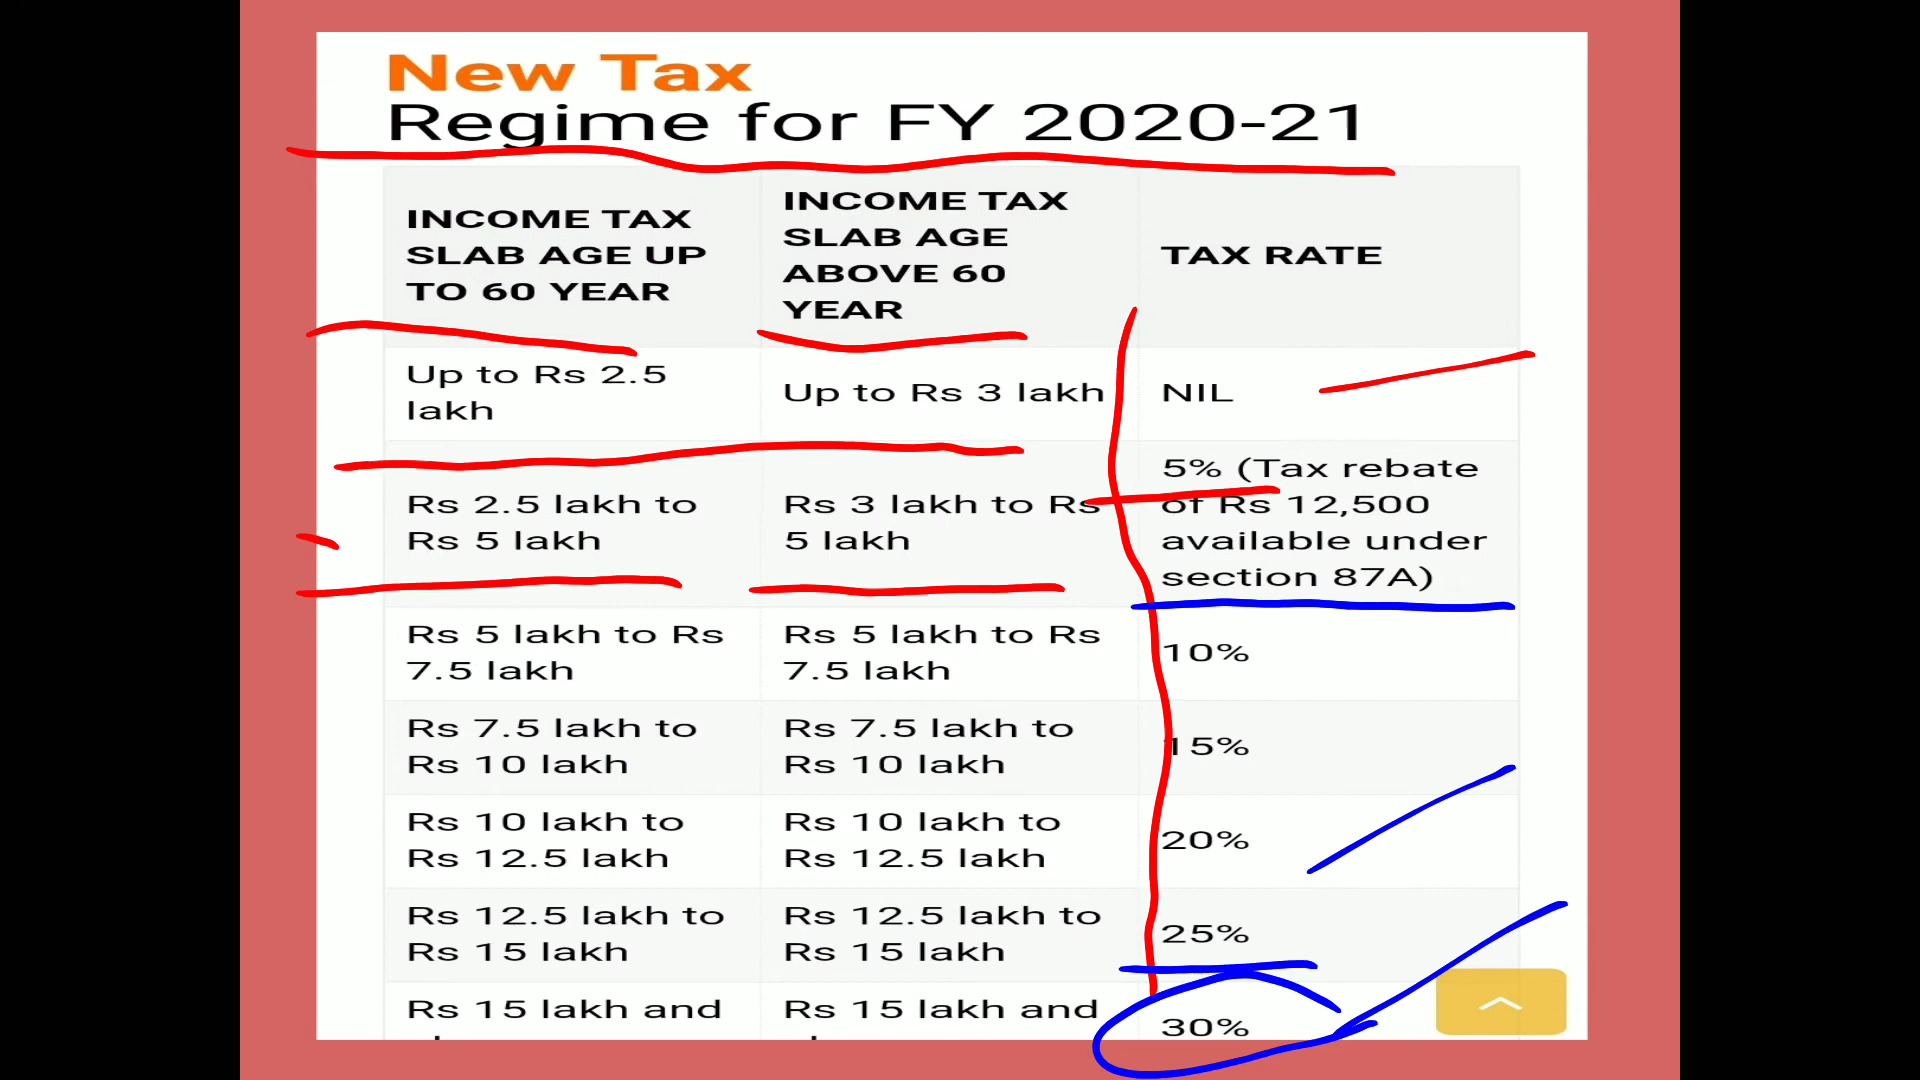 New Tax
Regime for FY 2020-21
INCOME TAX
SLAB AGE UP
TO 60 YEAR
INCOME TAX
SLAB AGE
ABOVE 60
YEAR
TAX RATE
Up to Rs 2.5
lakh
Up to Rs 3 lakh
NIL
Rs 2.5 lakh to
Rs 5 lakh
Rs 3 lakh to Rs
5 lakh
5% (Tax rebate
of Rs 12,500
available under
section 87A)
Rs 5 lakh to Rs
7.5 lakh
Rs 5 lakh to Rs
7.5 lakh
10%
Rs 7.5 lakh to
Rs 10 lakh
Rs 7.5 lakh to
Rs 10 lakh
15%
Rs 10 lakh to
Rs 12.5 lakh
Rs 10 lakh to
Rs 12.5 lakh
20%
Rs 12.5 lakh to
Rs 15 lakh
Rs 12.5 lakh to
Rs 15 lakh
25%
Rs 15 lakh and
Rs 15 lakh and
30%